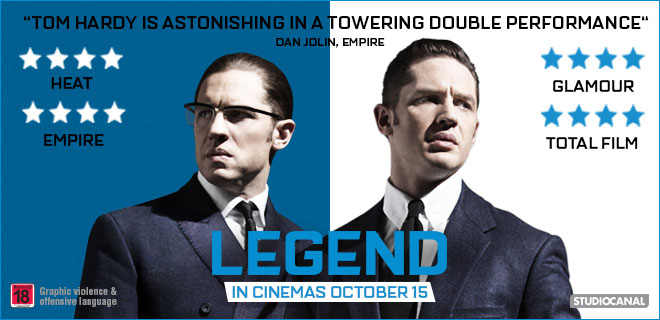 “TOM HARDY IS ASTONISHING IN A TOWERING DOUBLE PERFORMANCE“
DAN JOLIN, EMPIRE
HEAT
EMPIRE
GLAMOUR
TOTAL FILM
LEGEND
IN CINEMAS OCTOBER 15
18
Graphic violence &
offensive language
STUDIOCANAL